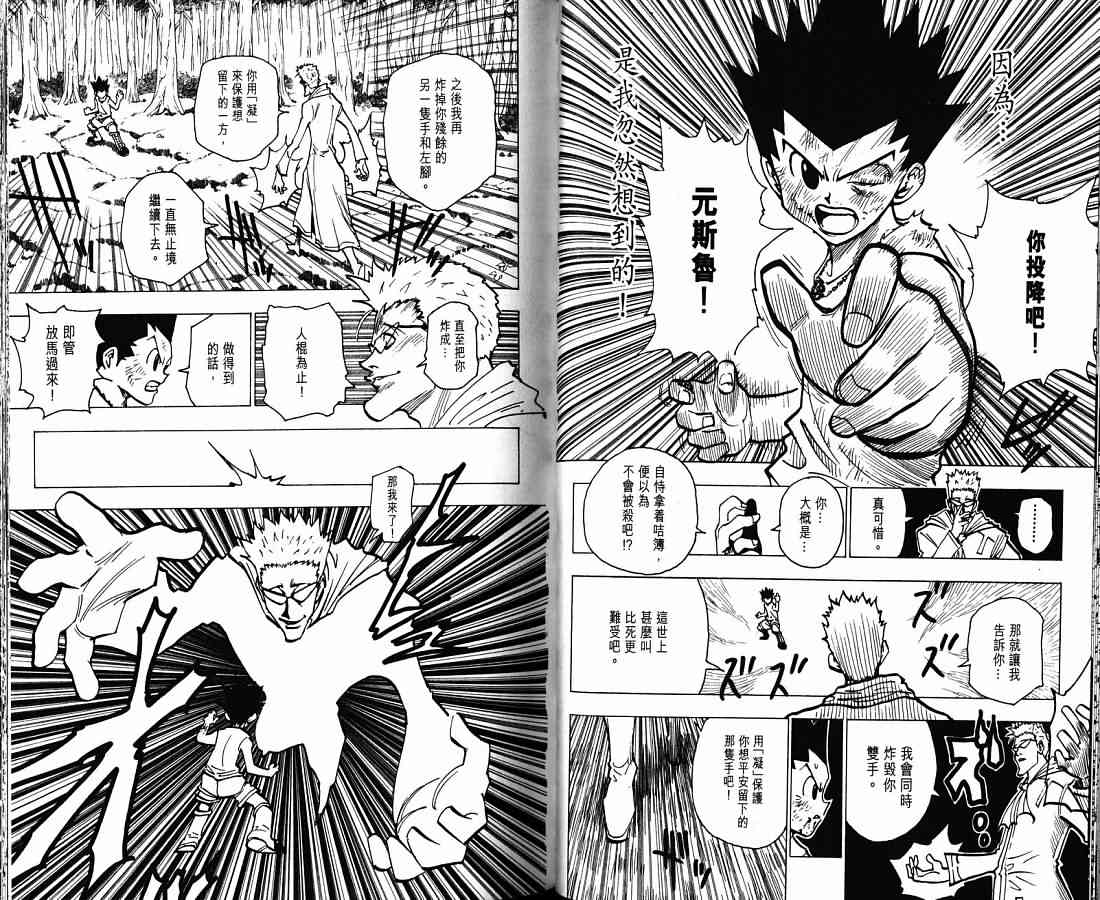 因為…
是我忽然想到的！
你投降吧！
元斯魯！
………
真可惜。
你…
大概是…
自恃拿着咭簿，
便以為
不會被殺吧!?
那就讓我
告訴你…
ズ
ズ
ズ
ズ
這世上
甚麼叫
比死更
難受吧。
我會同時
炸毀你
雙手。
用「凝」保護
你想平安留下的
那隻手吧！
之後我再
炸掉你殘餘的
另一隻手和左腳。
你用「凝」
來保護想
留下的一方，
一直無止境
繼續下去。
直至把你
炸成…
人棍為止！
做得到
的話，
即管
放馬過來！
那我來了！